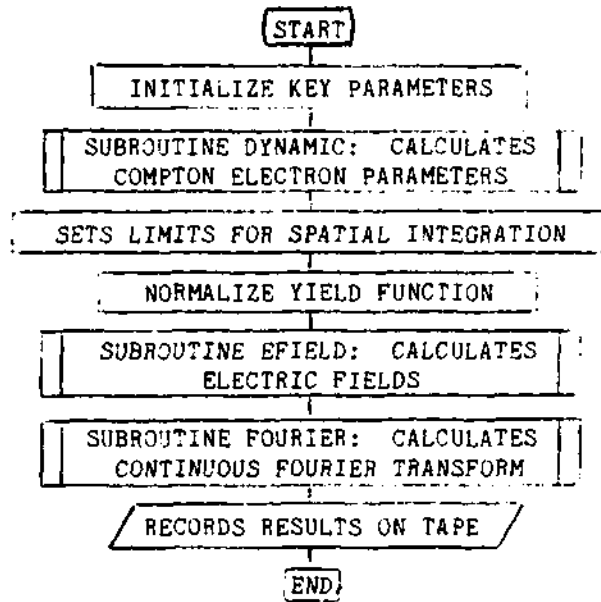 START
INITIALIZE KEY PARAMETERS
SUBROUTINE DYNAMIC: CALCULATES
COMPTON ELECTRON PARAMETERS
SETS LIMITS FOR SPATIAL INTEGRATION
NORMALIZE YIELD FUNCTION
SUBROUTINE EFIELD: CALCULATES
ELECTRIC FIELDS
SUBROUTINE FOURIER: CALCULATES
CONTINUOUS FOURIER TRANSFORM
RECORDS RESULTS ON TAPE
END